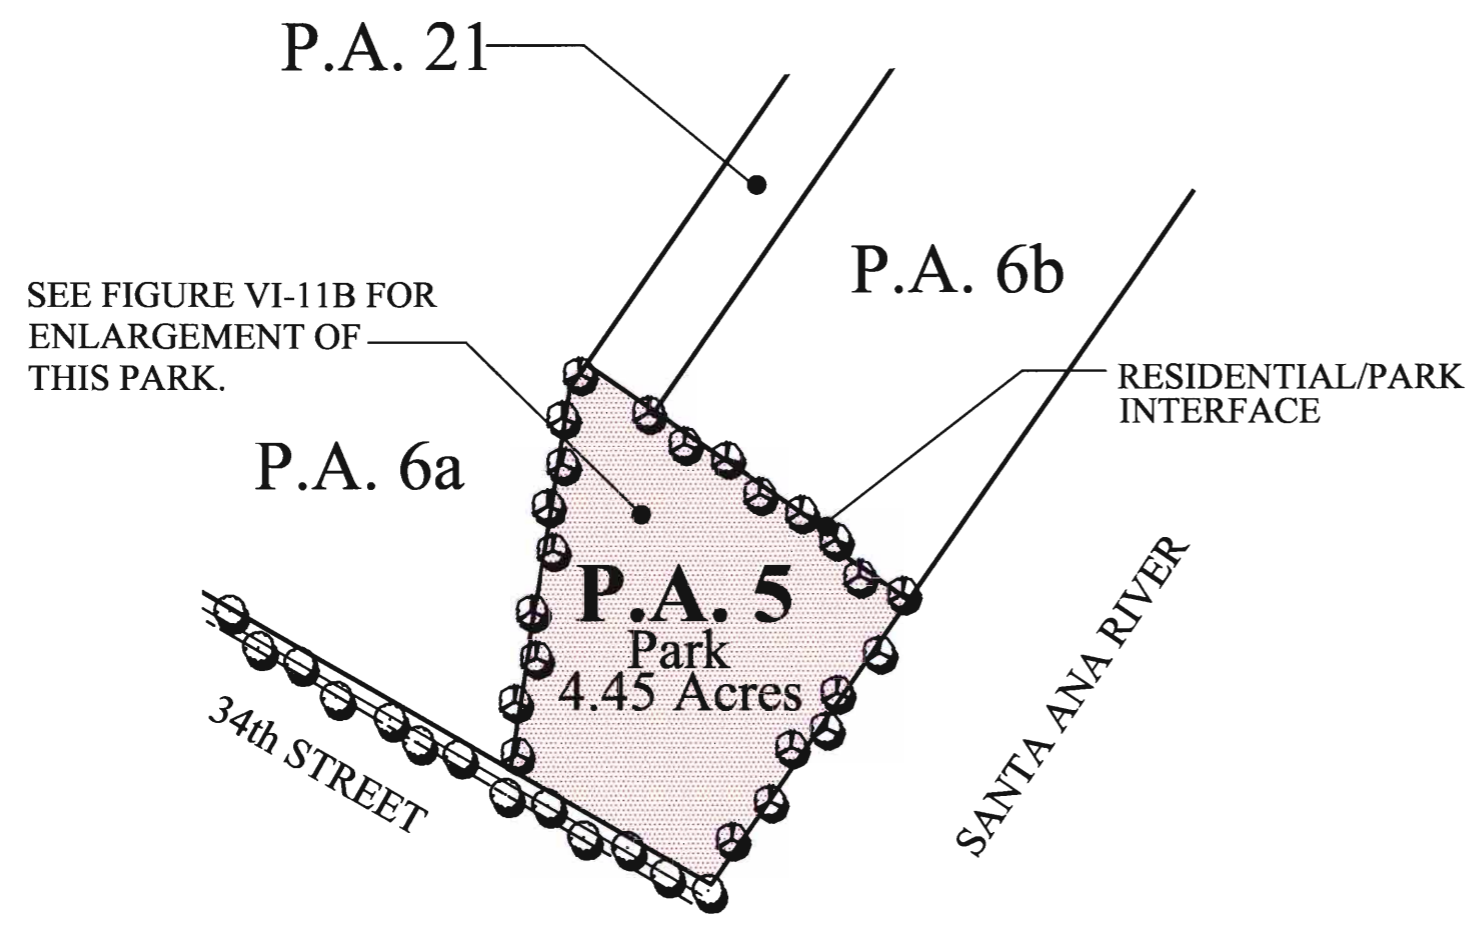 P.A. 21
P.A. 6b
SEE FIGURE VI-11B FOR
ENLARGEMENT OF
THIS PARK.
RESIDENTIAL/PARK
INTERFACE
P.A. 6a
P.A. 5
Park
4.45 Acres
34th STREET
SANTA ANA RIVER